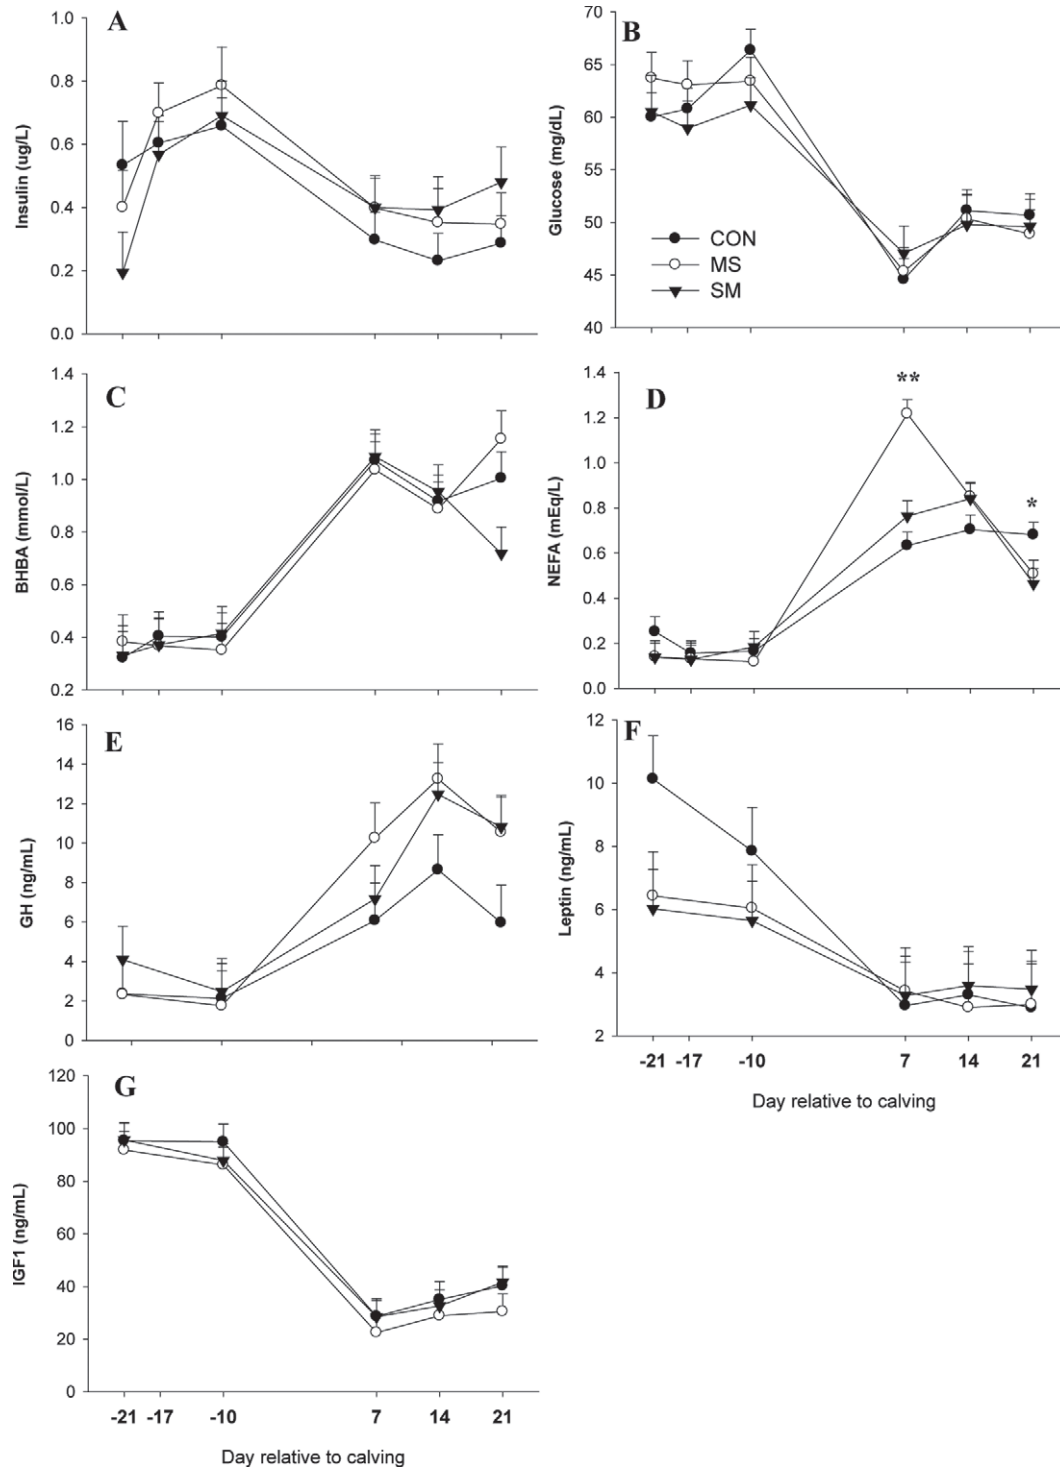 A
Insulin (ug/L)
1.0
0.8
0.6
0.4
0.2
0.0
B
Glucose (mg/dL)
70
65
60
55
50
45
40
CON
MS
SM
C
BHBA (mmol/L)
1.4
1.2
1.0
0.8
0.6
0.4
0.2
D
NEFA (mEq/L)
1.4
1.2
1.0
0.8
0.6
0.4
0.2
0.0
**
*
E
GH (ng/mL)
16
14
12
10
8
6
4
2
0
F
Leptin (ng/mL)
12
10
8
6
4
2
-21 -17 -10 7 14 21
Day relative to calving
G
IGF1 (ng/mL)
120
100
80
60
40
20
0
-21 -17 -10 7 14 21
Day relative to calving